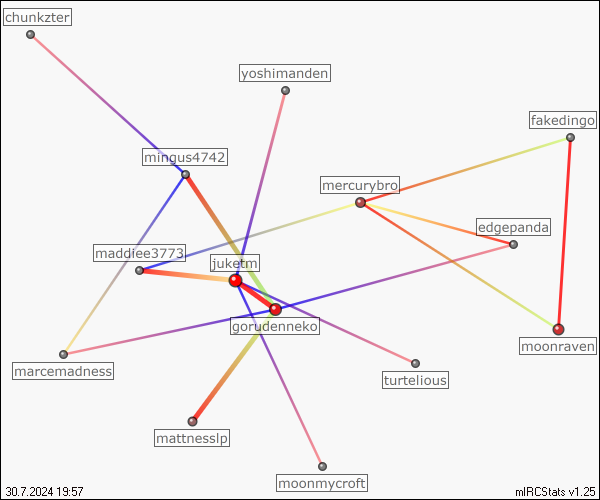 chunkzter
yoshimanden
fakedingo
mingus4742
mercurybro
edgepanda
maddiee3773
juketm
gorudenneko
moonraven
marcemadness
turtelious
mattnesslp
moonmycroft
30.7.2024 19:57
mIRCStats v1.25